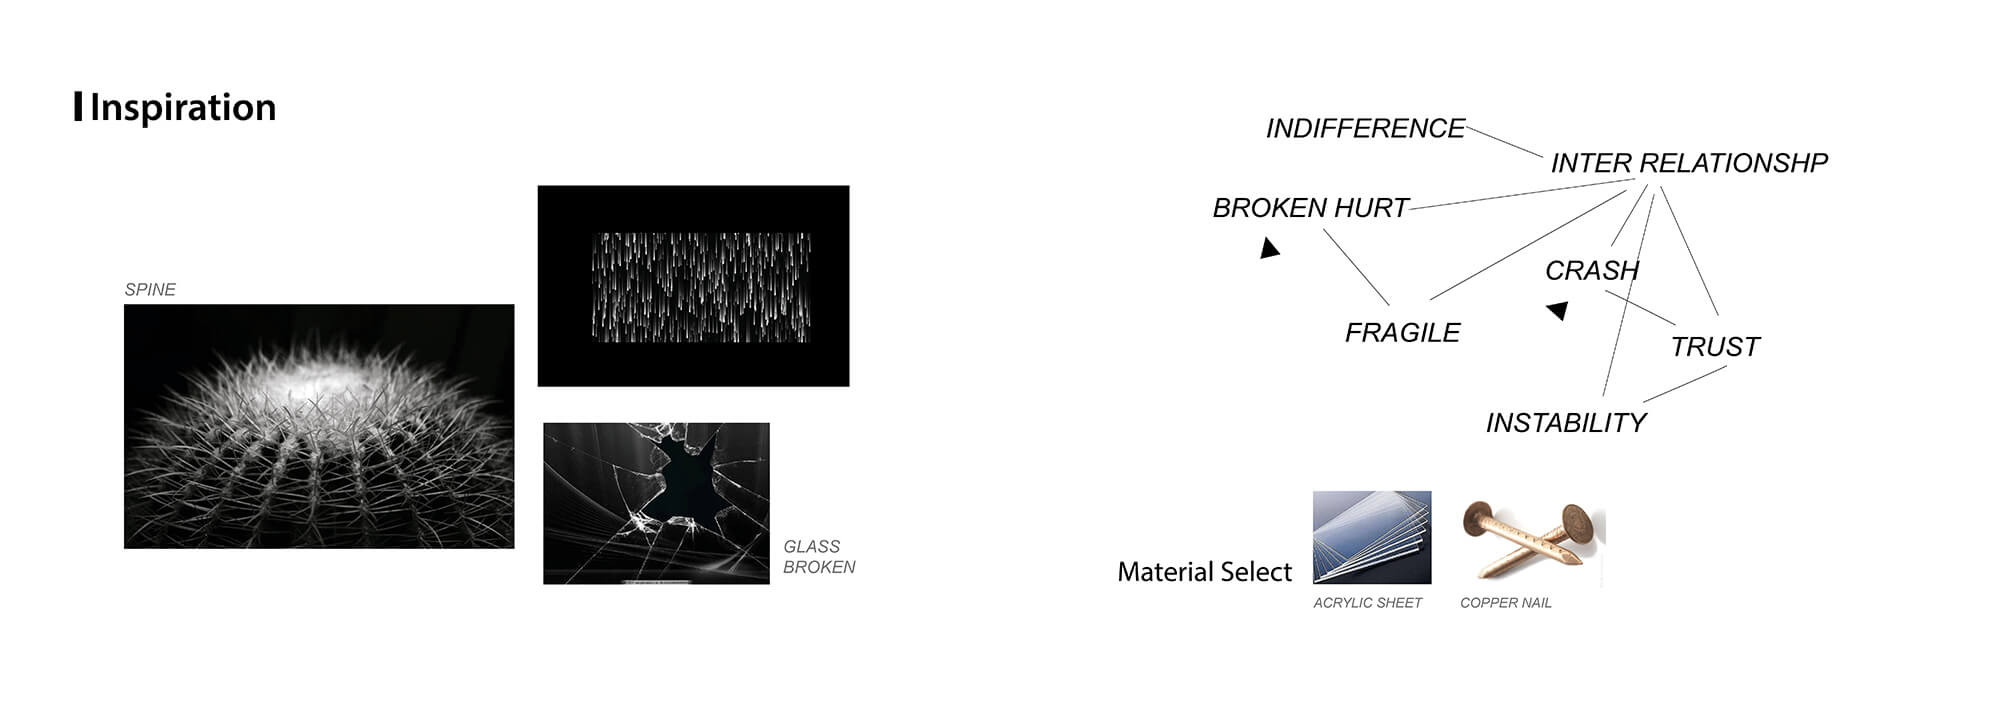 Inspiration
SPINE
GLASS
BROKEN
INDIFFERENCE
INTER RELATIONSHP
BROKEN HURT
CRASH
FRAGILE
TRUST
INSTABILITY
Material Select
ACRYLIC SHEET
COPPER NAIL